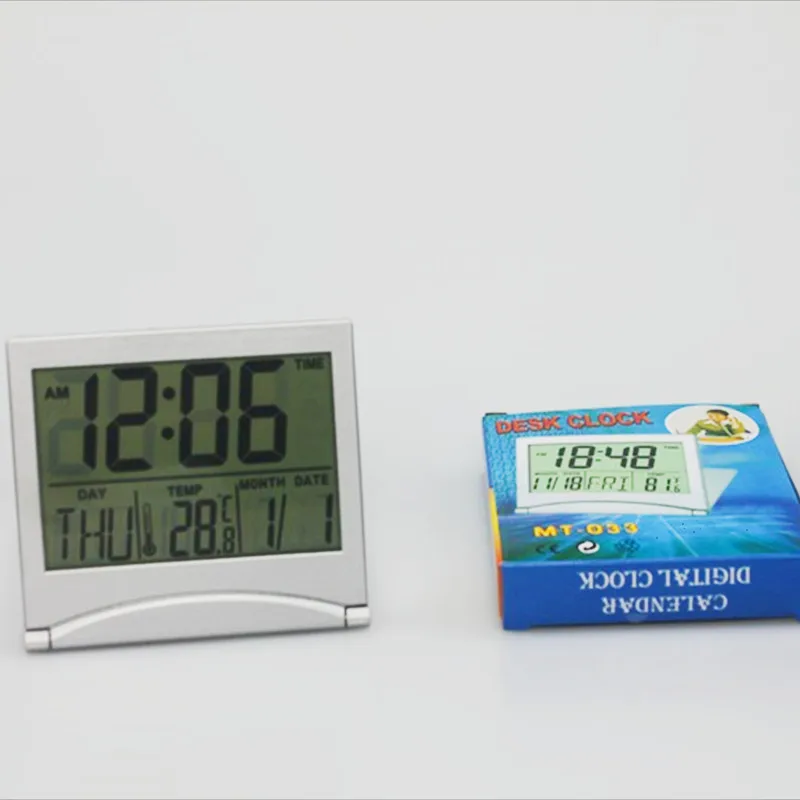 TIME
AM 12:06
DAY TEMP MONTH DATE
THU 28.8°C 1/ 1
DESK CLOCK
18:48
11/18 FRI 81
MT-033
CE
CALENDAR
DIGITAL CLOCK